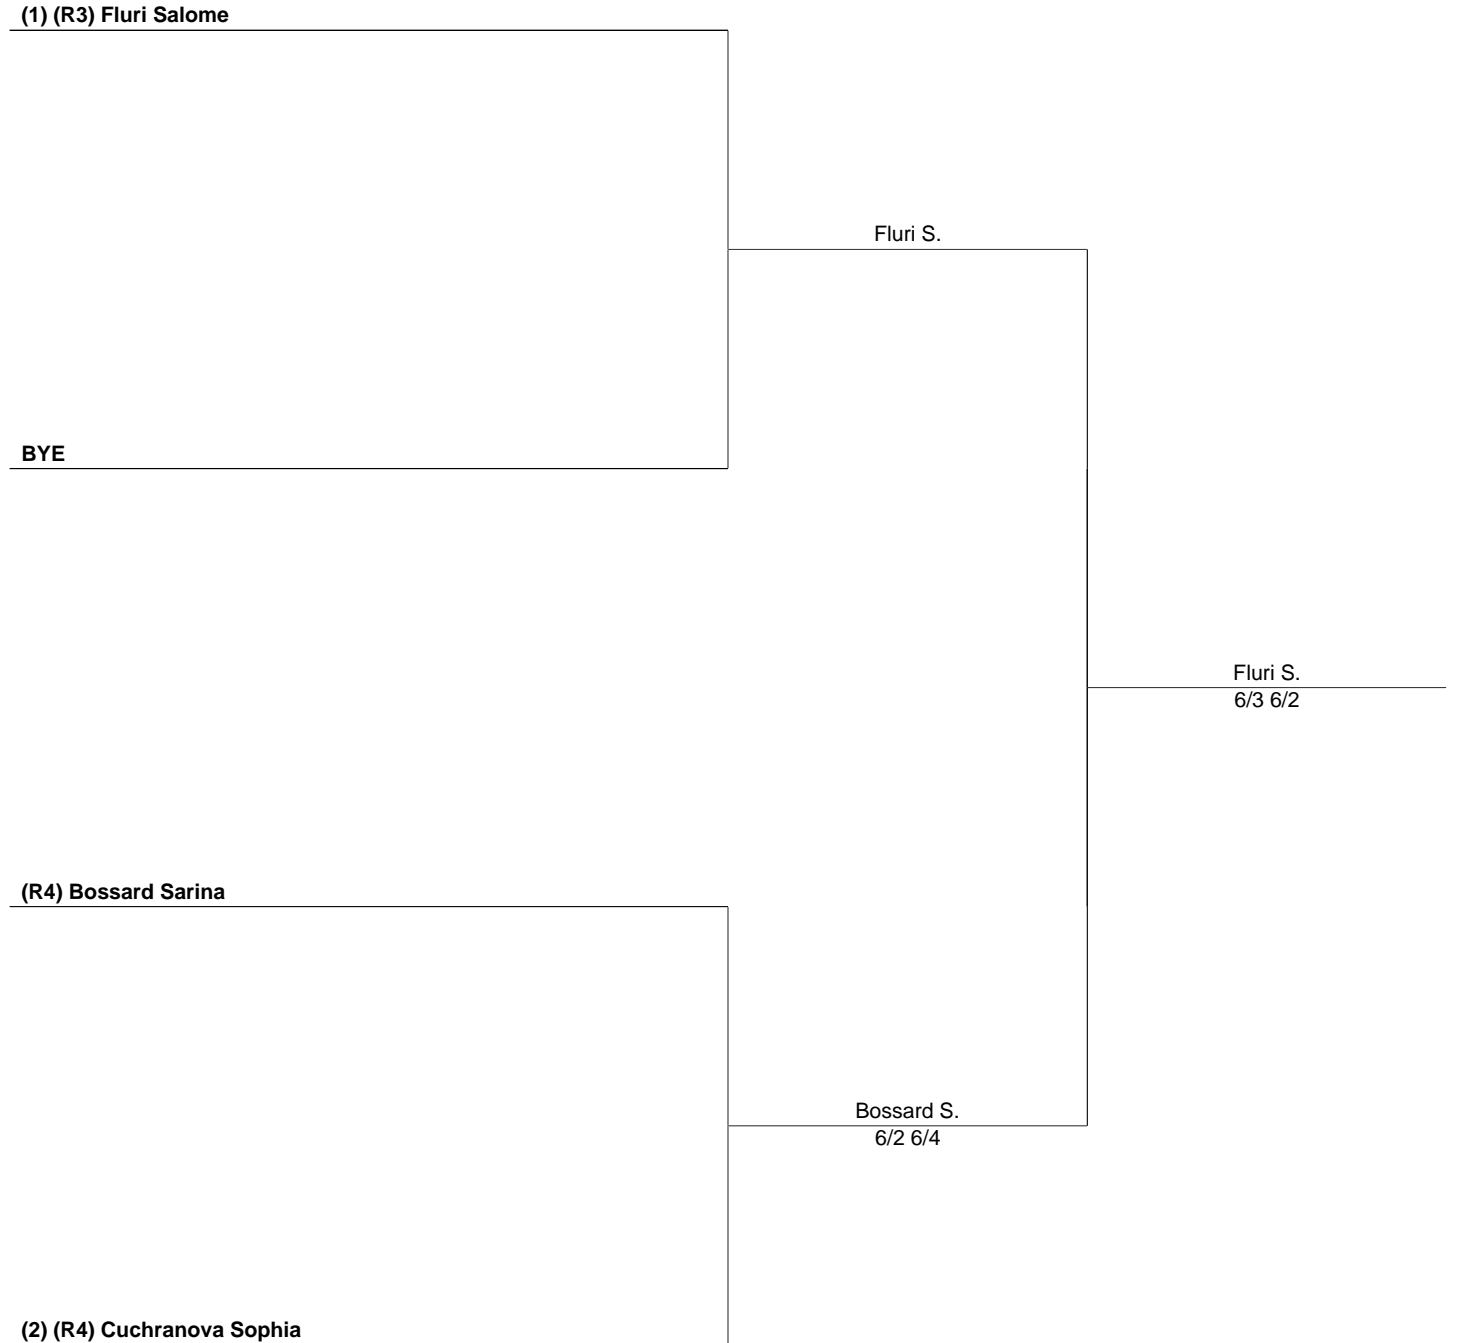 (1) (R3) Fluri Salome
Fluri S.
BYE
Fluri S.
6/3 6/2
(R4) Bossard Sarina
Bossard S.
6/2 6/4
(2) (R4) Cuchranova Sophia